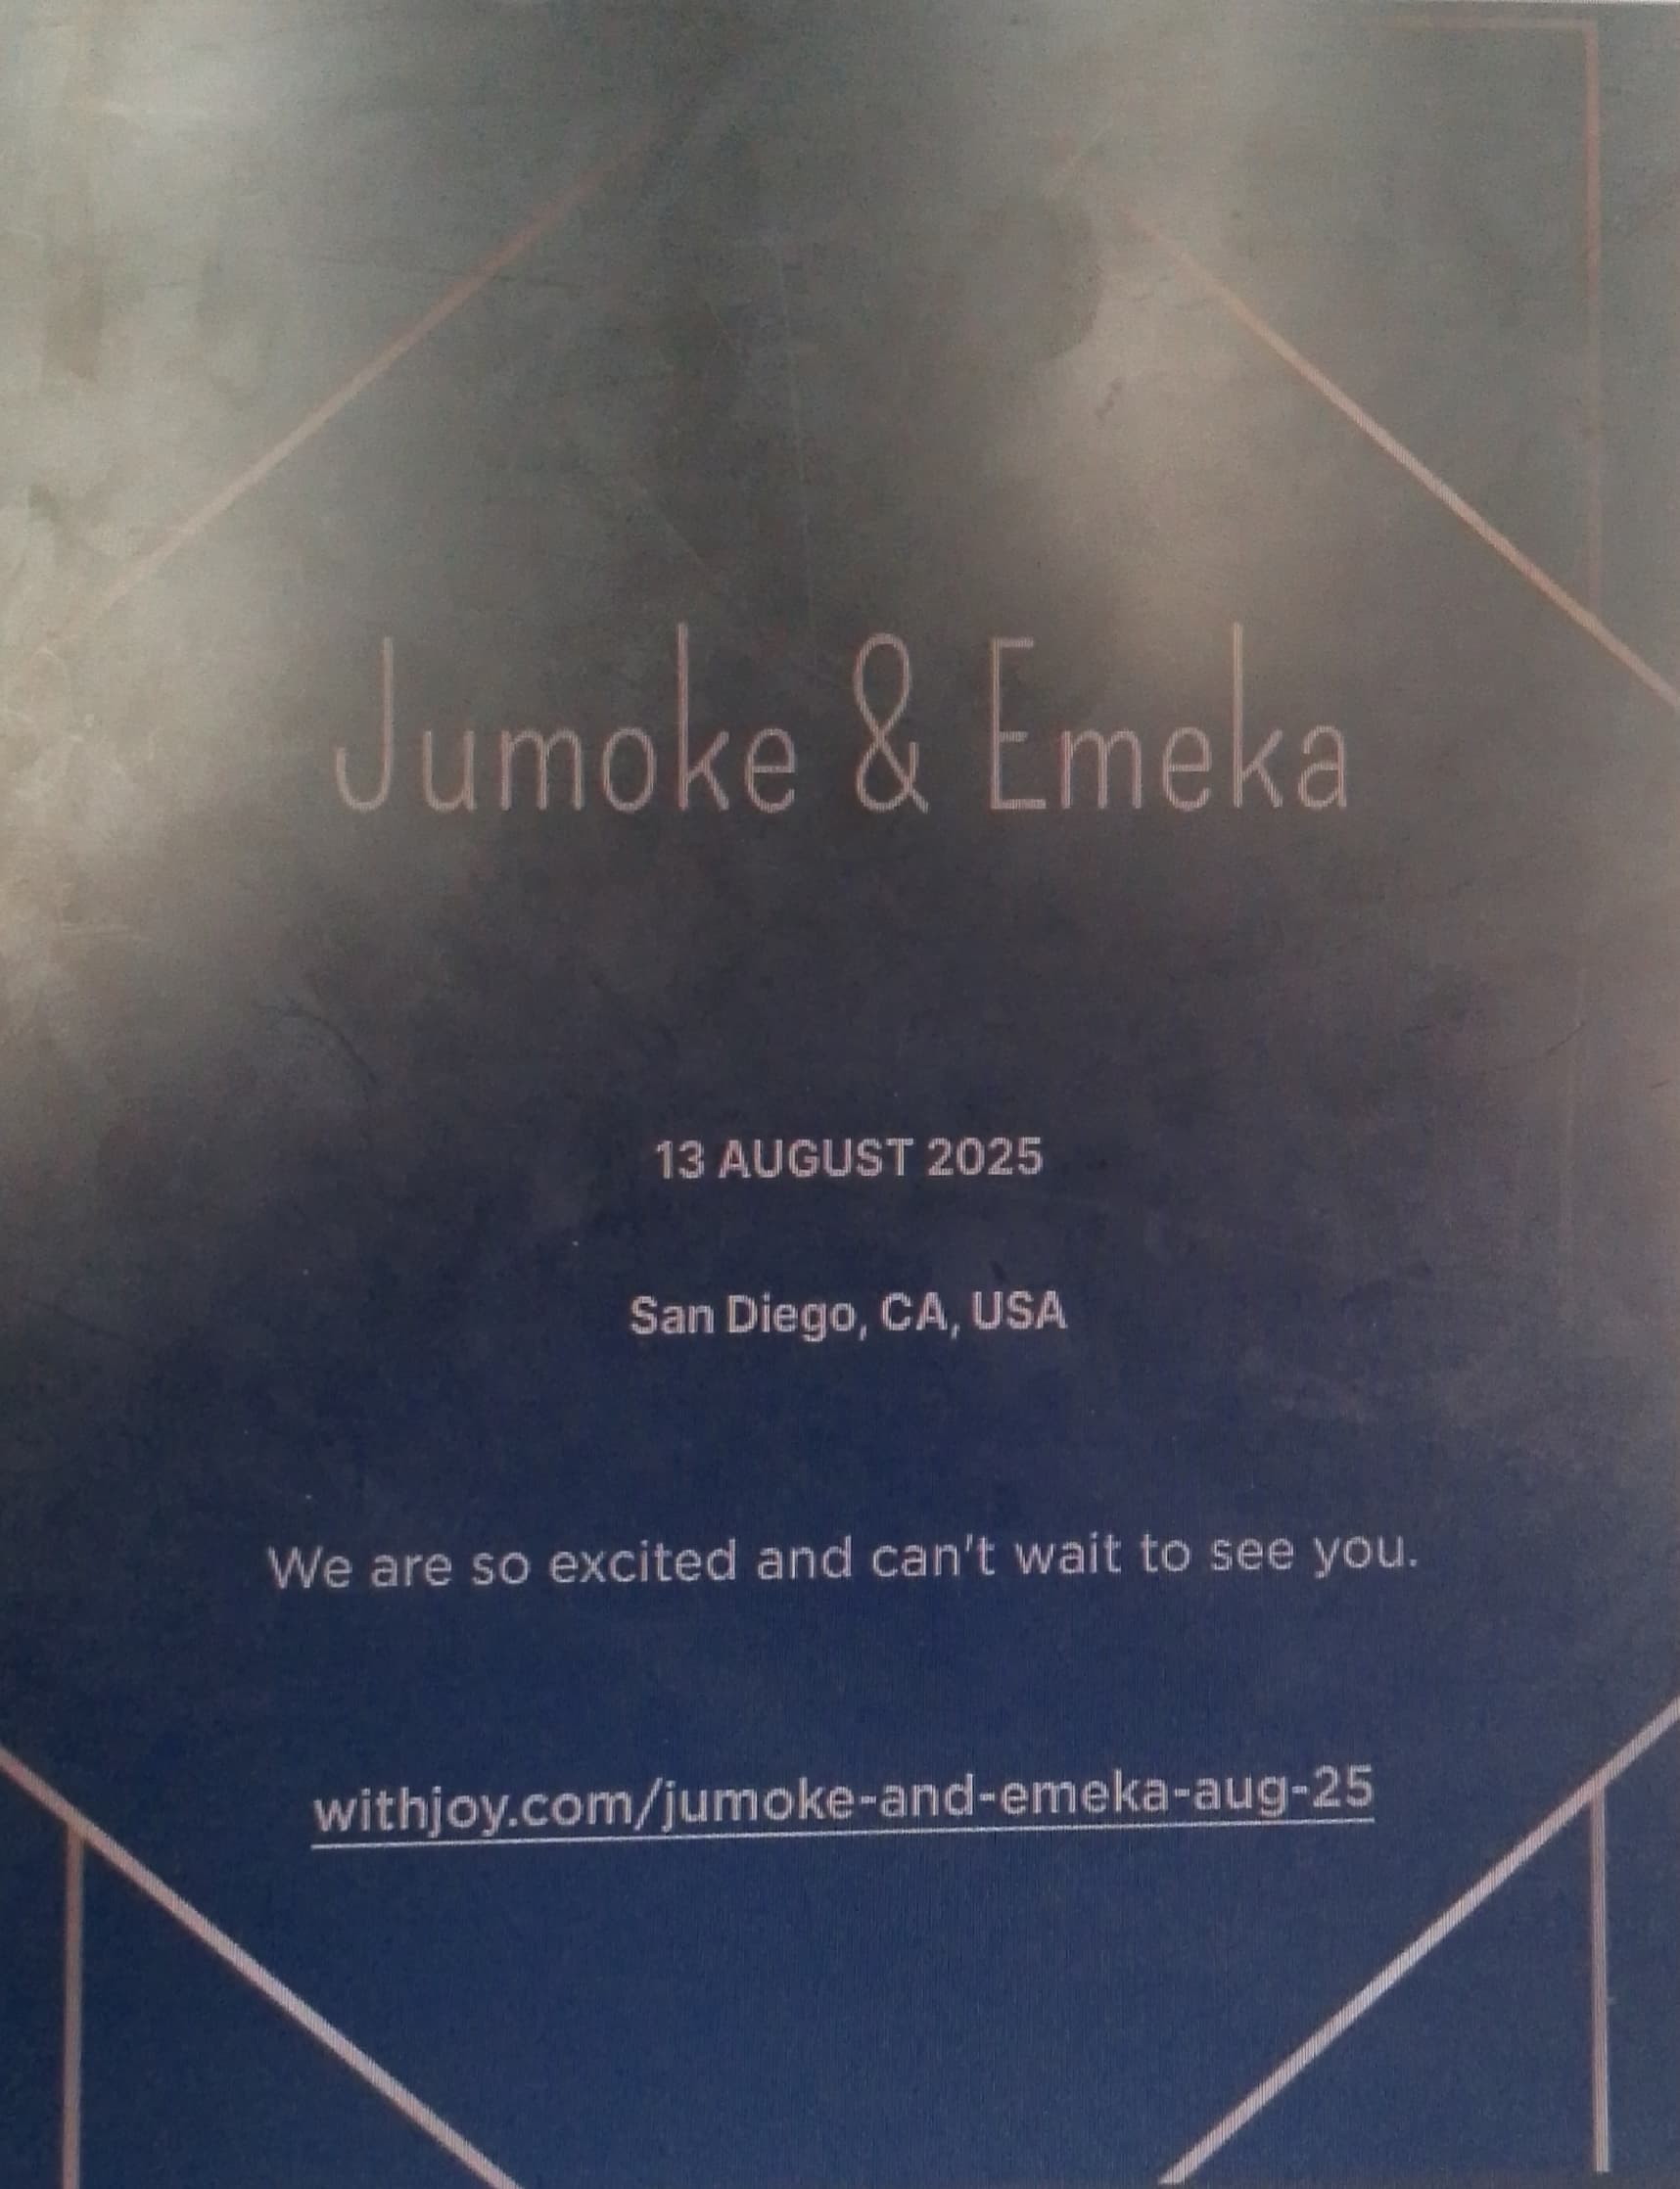 Jumoke & Emeka
13 AUGUST 2025
San Diego, CA, USA
We are so excited and can't wait to see you.
withjoy.com/jumoke-and-emeka-aug-25